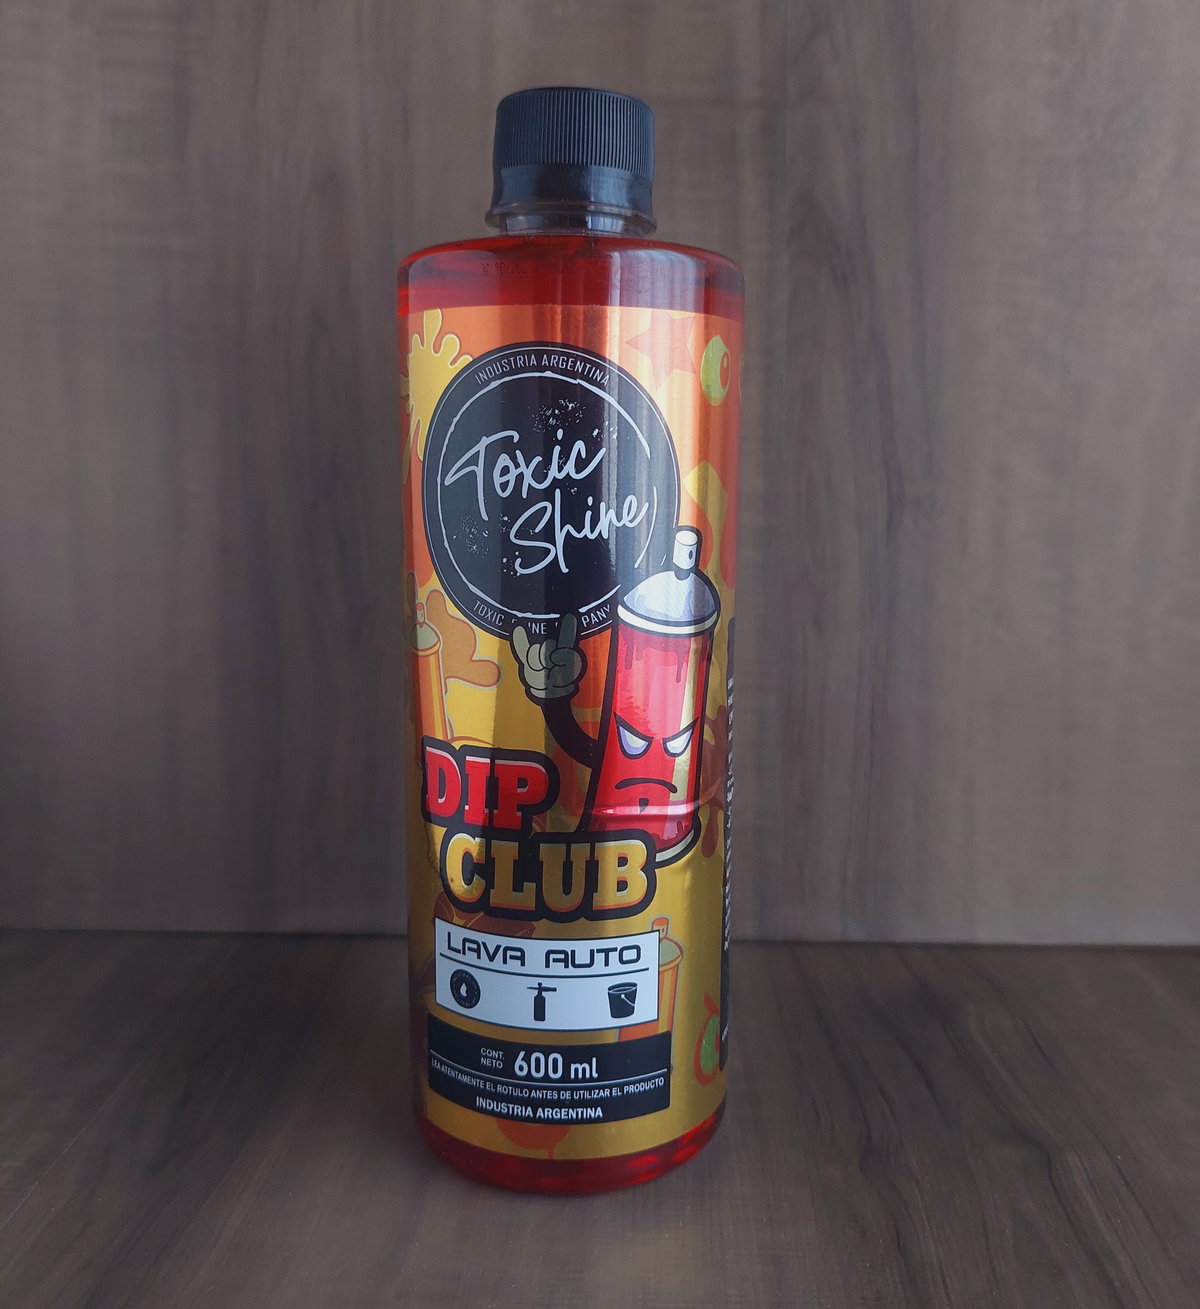 INDUSTRIA ARGENTINA
Toxic
Shine
TOXIC
DIP
CLUB
LAVA AUTO
CONT.
NETO 600 ml
LEA ATENTAMENTE EL ROTULO ANTES DE UTILIZAR EL PRODUCTO
INDUSTRIA ARGENTINA